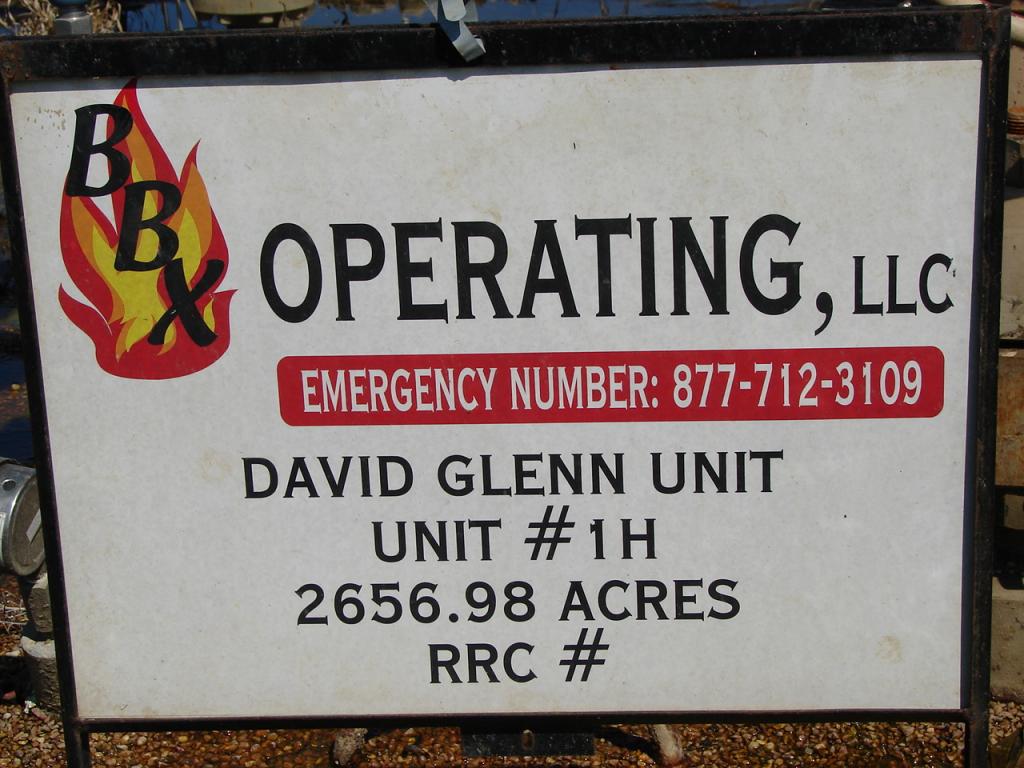 BBX
OPERATING, LLC
EMERGENCY NUMBER: 877-712-3109
DAVID GLENN UNIT
UNIT #1H
2656.98 ACRES
RRC #